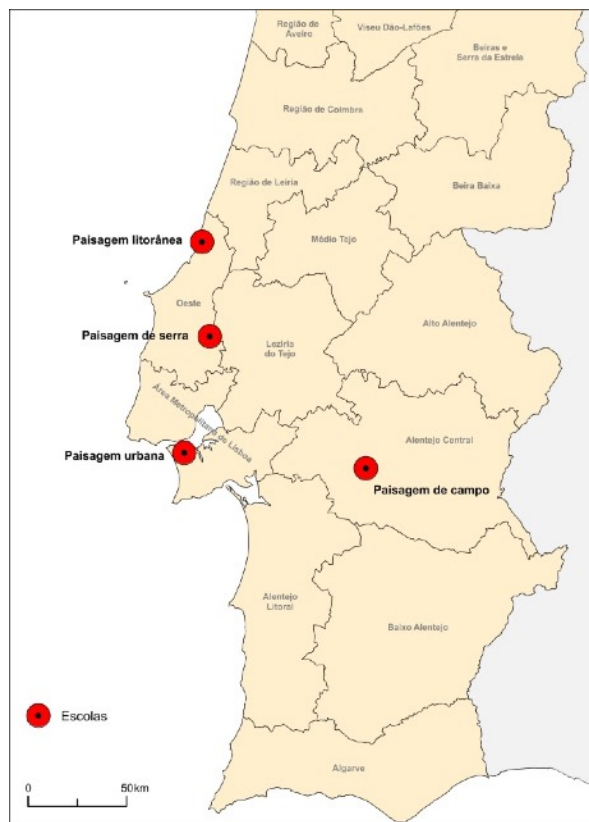 Região de
Aveiro
Viseu Dão-Lafões
Beiras e
Serra da Estrela
Região de Coimbra
Região de Leiria
Beira Baixa
Paisagem litorânea
Médio Tejo
Oeste
Alto Alentejo
Paisagem de serra
Lezíria
do Tejo
Área Metropolitana de Lisboa
Alentejo Central
Paisagem urbana
Paisagem de campo
Alentejo
Litoral
Baixo Alentejo
Escolas
Algarve
0
50km